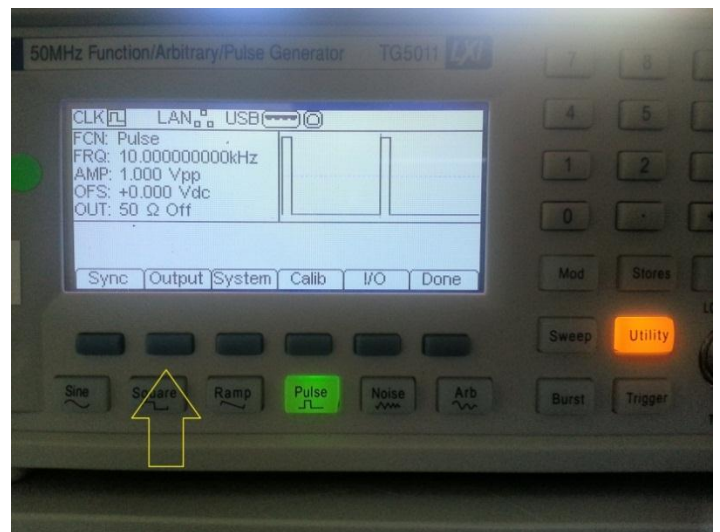 50MHz Function/Arbitrary/Pulse Generator TG5011 LXI
CLK LAN USB
FCN: Pulse
FRQ: 10.000000000kHz
AMP: 1.000 Vpp
OFS: +0.000 Vdc
OUT: 50 Ω Off
Sync Output System Calib I/O Done
Sine Square Ramp Pulse Noise Arb
7 8
4 5
1 2
0 .
Mod Stores
Sweep Utility
Burst Trigger